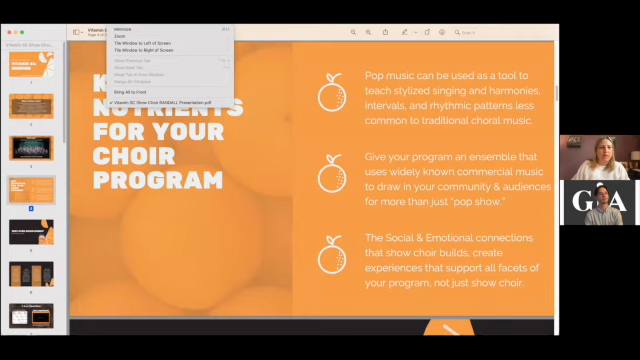 Minimize
Zoom
Tile Window to Left of Screen
Tile Window to Right of Screen
Bring All to Front
✓ Vitamin SC Show Choir RANDALL Presentation.pdf
Search
NUTRIENTS
FOR YOUR
CHOIR
PROGRAM
Pop music can be used as a tool to
teach stylized singing and harmonies,
intervals, and rhythmic patterns less
common to traditional choral music.
Give your program an ensemble that
uses widely known commercial music
to draw in your community & audiences
for more than just “pop show.”
The Social & Emotional connections
that show choir builds, create
experiences that support all facets of
your program, not just show choir.
G A